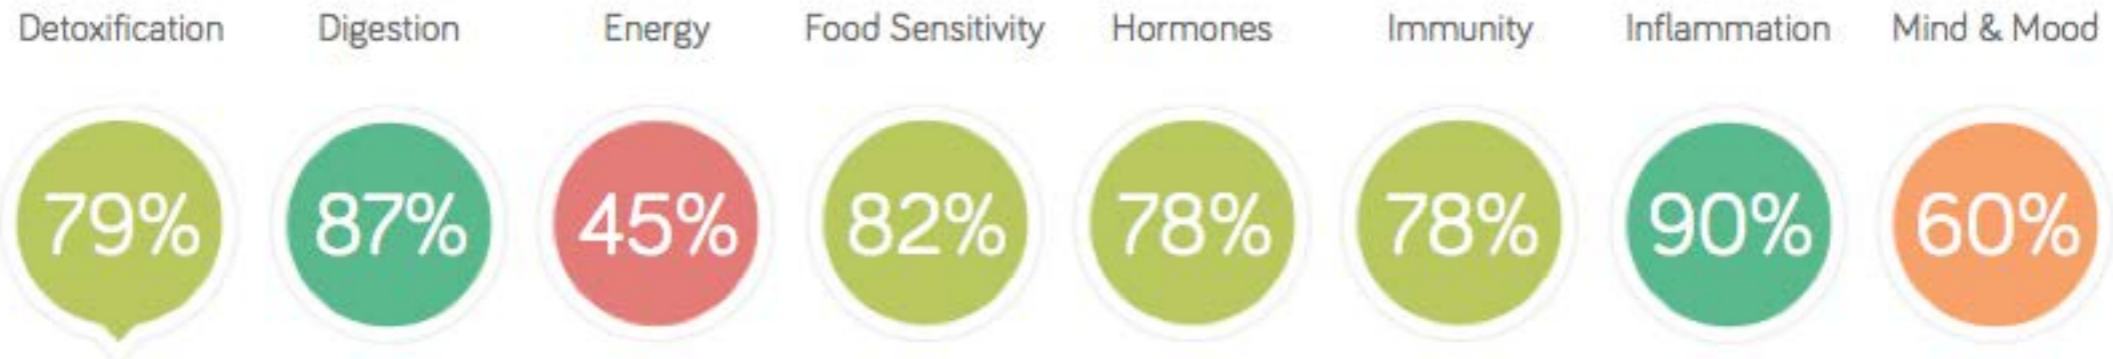 Detoxification Digestion Energy Food Sensitivity Hormones Immunity Inflammation Mind & Mood
79% 87% 45% 82% 78% 78% 90% 60%